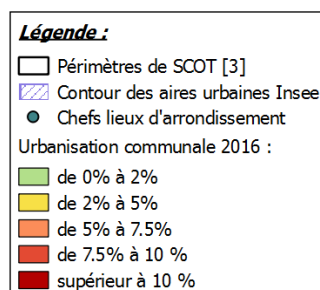 Légende :
Périmètres de SCOT [3]
Contour des aires urbaines Insee
Chefs lieux d'arrondissement
Urbanisation communale 2016 :
de 0% à 2%
de 2% à 5%
de 5% à 7.5%
de 7.5% à 10 %
supérieur à 10 %